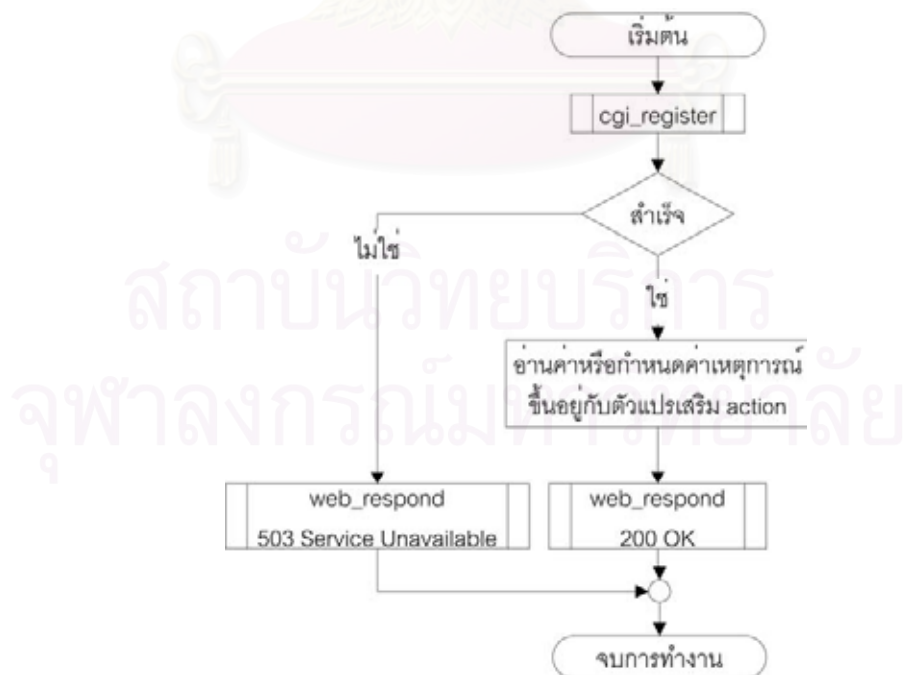 เริ่มต้น
cgi_register
สำเร็จ
ไม่ใช่
ใช่
อ่านค่าหรือกำหนดค่าเหตุการณ์
ขึ้นอยู่กับตัวแปรเสริม action
web_respond
503 Service Unavailable
web_respond
200 OK
จบการทำงาน
สถาบันวิทยบริการ
จุฬาลงกรณ์มหาวิทยาลัย